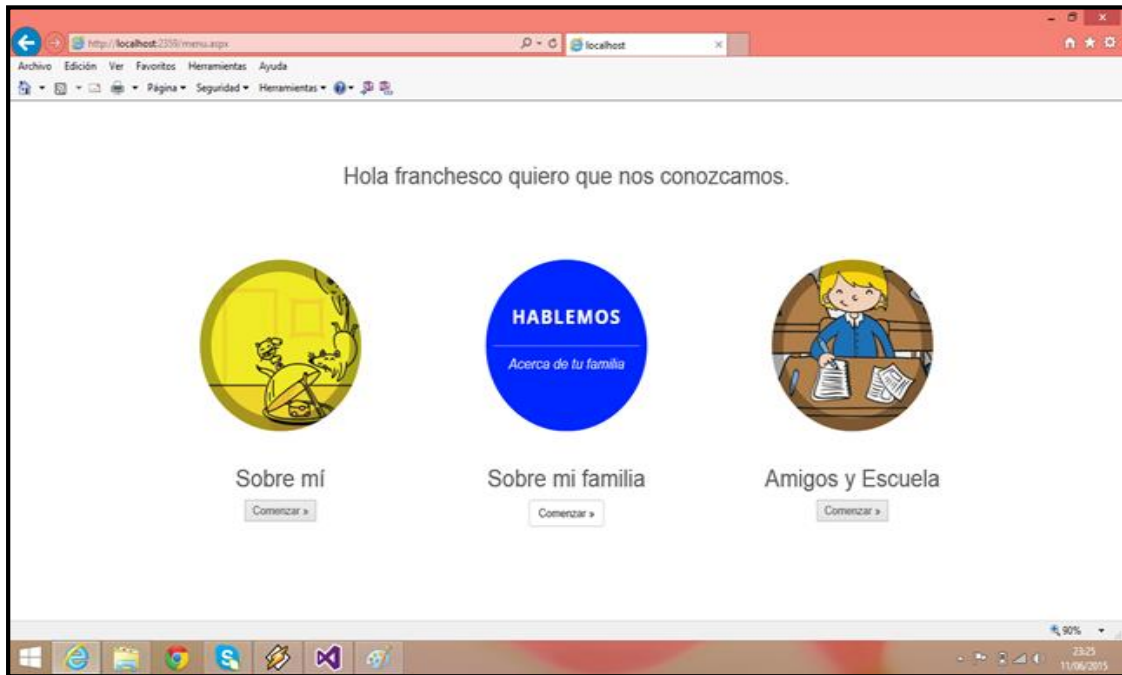 http://localhost:2359/menu.aspx
localhost
Archivo Edición Ver Favoritos Herramientas Ayuda
Página Seguridad Herramientas
Hola franchesco quiero que nos conozcamos.
HABLEMOS
Acerca de tu familia
Sobre mí
Sobre mi familia
Amigos y Escuela
Comenzar »
Comenzar »
Comenzar »
90%
23:25
11/06/2015